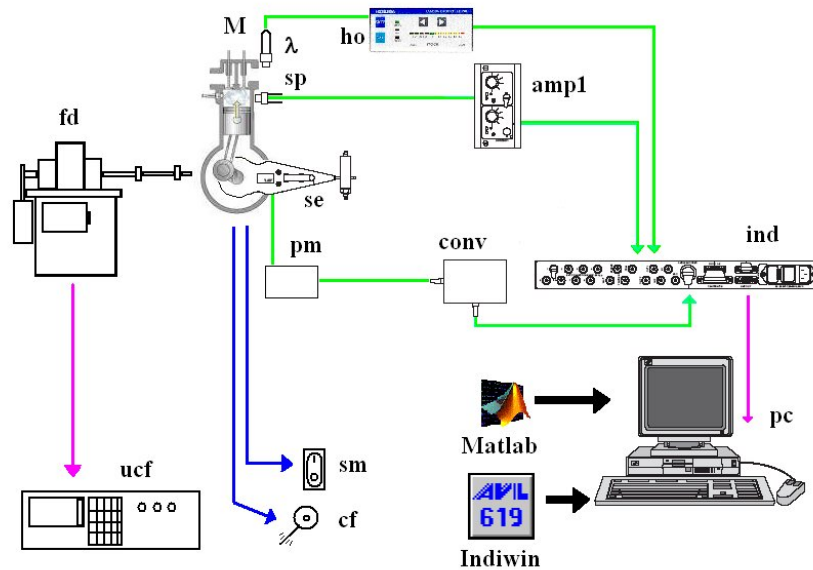 M
λ
ho
sp
amp1
fd
se
pm
conv
ind
Matlab
pc
ucf
sm
AVL
619
cf
Indiwin